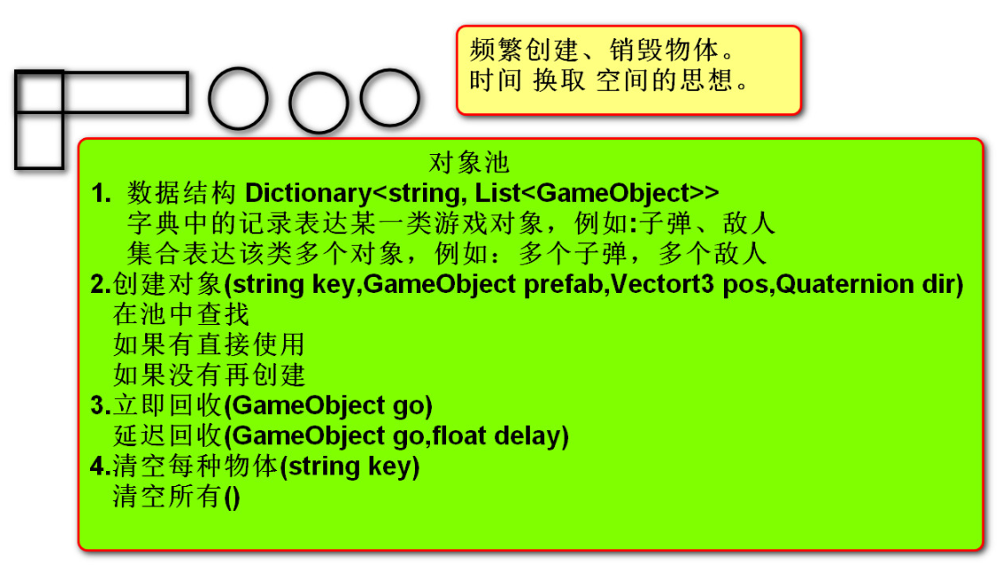 频繁创建、销毁物体。
时间 换取 空间的思想。
对象池
1. 数据结构 Dictionary<string, List<GameObject>>
字典中的记录表达某一类游戏对象，例如:子弹、敌人
集合表达该类多个对象，例如：多个子弹，多个敌人
2.创建对象(string key,GameObject prefab,Vectort3 pos,Quaternion dir)
在池中查找
如果有直接使用
如果没有再创建
3.立即回收(GameObject go)
延迟回收(GameObject go,float delay)
4.清空每种物体(string key)
清空所有()